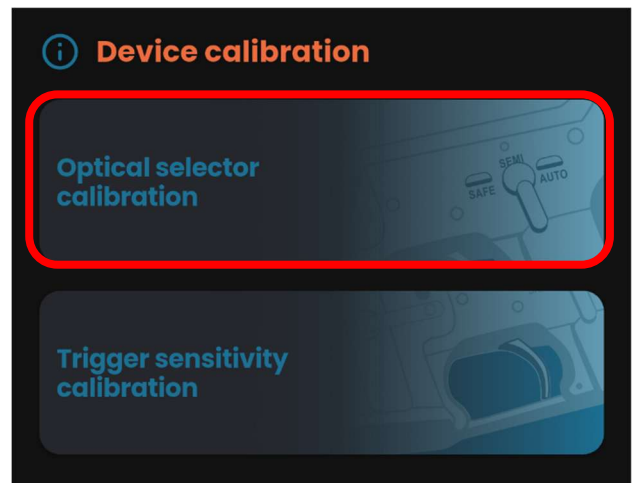 Device calibration
Optical selector
calibration
SAFE
SEMI
AUTO
Trigger sensitivity
calibration